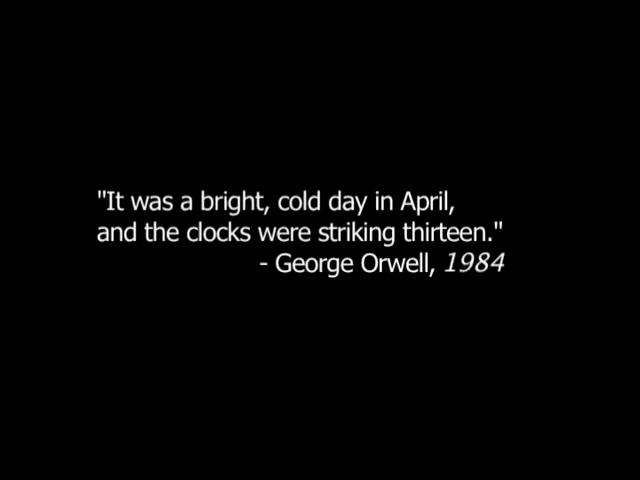 "It was a bright, cold day in April,
and the clocks were striking thirteen."
- George Orwell, 1984